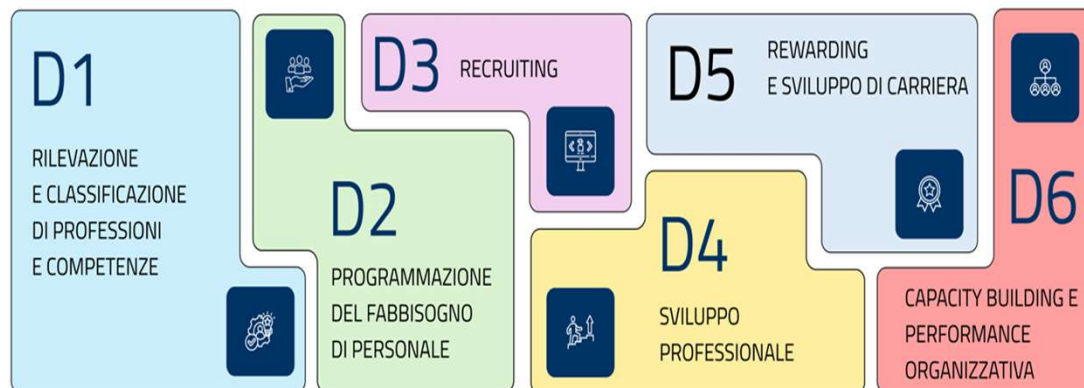 D1
RILEVAZIONE
E CLASSIFICAZIONE
DI PROFESSIONI
E COMPETENZE
D2
PROGRAMMAZIONE
DEL FABBISOGNO
DI PERSONALE
D3 RECRUITING
D4
SVILUPPO
PROFESSIONALE
D5
REWARDING
E SVILUPPO DI CARRIERA
D6
CAPACITY BUILDING E
PERFORMANCE
ORGANIZZATIVA